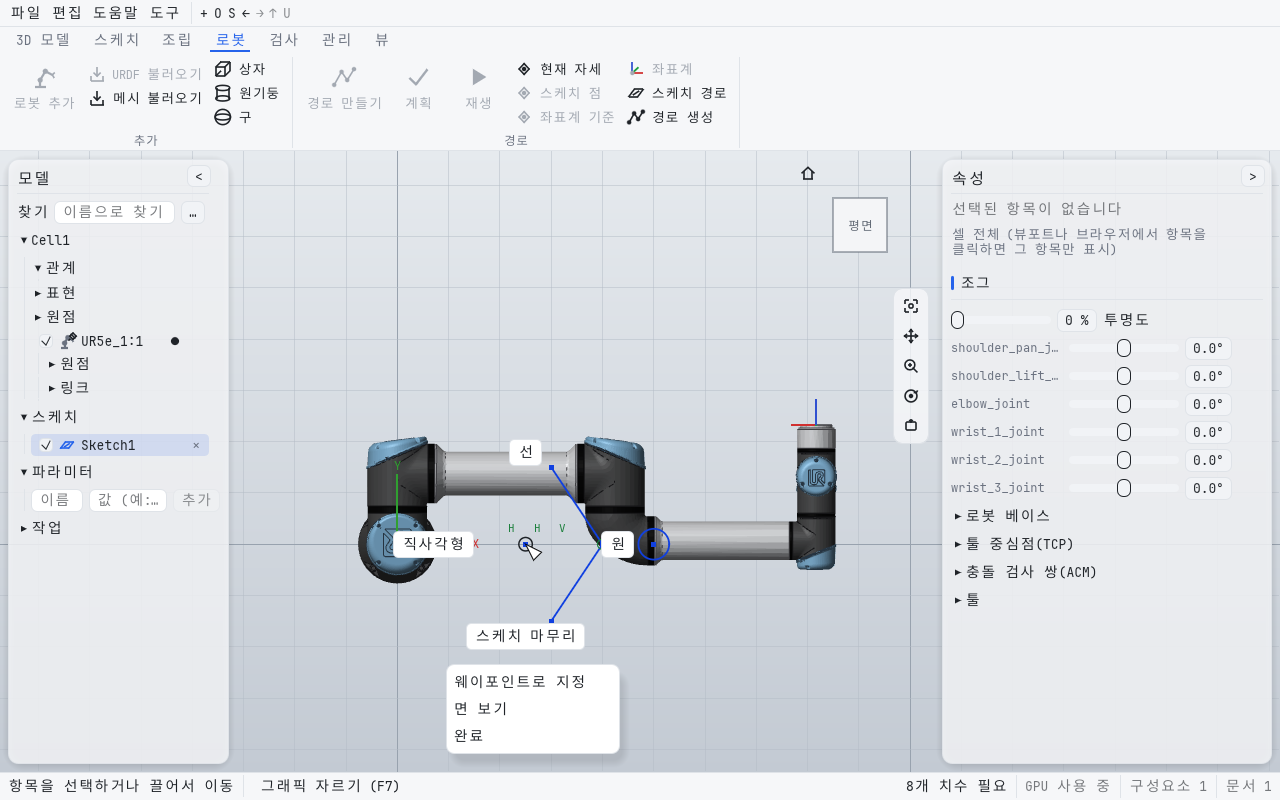 파일 편집 도움말 도구 + O S ← → ↑ U
3D 모델 스케치 조립 로봇 검사 관리 뷰
로봇 추가
URDF 불러오기
메시 불러오기
상자
원기둥
구
추가
경로 만들기
계획
재생
현재 자세
스케치 점
좌표계 기준
좌표계
스케치 경로
경로 생성
경로
모델 <
찾기 이름으로 찾기 …
▼ Cell1
▼ 관계
► 표현
► 원점
UR5e_1:1 ●
► 원점
► 링크
▼ 스케치
Sketch1 ×
▼ 파라미터
이름 값 (예:… 추가
► 작업
평면
선
Y
H H V
직사각형 X
원
UR
UR
스케치 마무리
웨이포인트로 지정
면 보기
완료
속성 >
선택된 항목이 없습니다
셀 전체 (뷰포트나 브라우저에서 항목을
클릭하면 그 항목만 표시)
조그
0 % 투명도
shoulder_pan_j… 0.0°
shoulder_lift_… 0.0°
elbow_joint 0.0°
wrist_1_joint 0.0°
wrist_2_joint 0.0°
wrist_3_joint 0.0°
► 로봇 베이스
► 툴 중심점(TCP)
► 충돌 검사 쌍(ACM)
► 툴
항목을 선택하거나 끌어서 이동 그래픽 자르기 (F7) 8개 치수 필요 GPU 사용 중 구성요소 1 문서 1